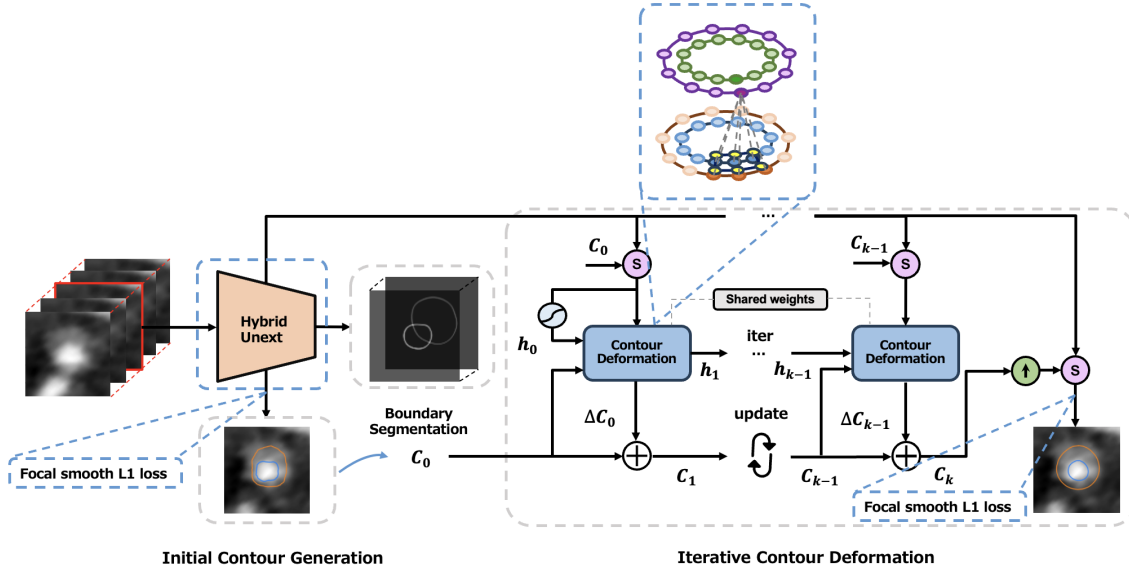 ...
C₀
S
Cₖ₋₁
S
Shared weights
Hybrid
Unext
h₀
Contour
Deformation
h₁
iter
...
hₖ₋₁
Contour
Deformation
S
Boundary
Segmentation
ΔC₀
update
ΔCₖ₋₁
Focal smooth L1 loss
C₀
C₁
Cₖ₋₁
Cₖ
Focal smooth L1 loss
Initial Contour Generation
Iterative Contour Deformation